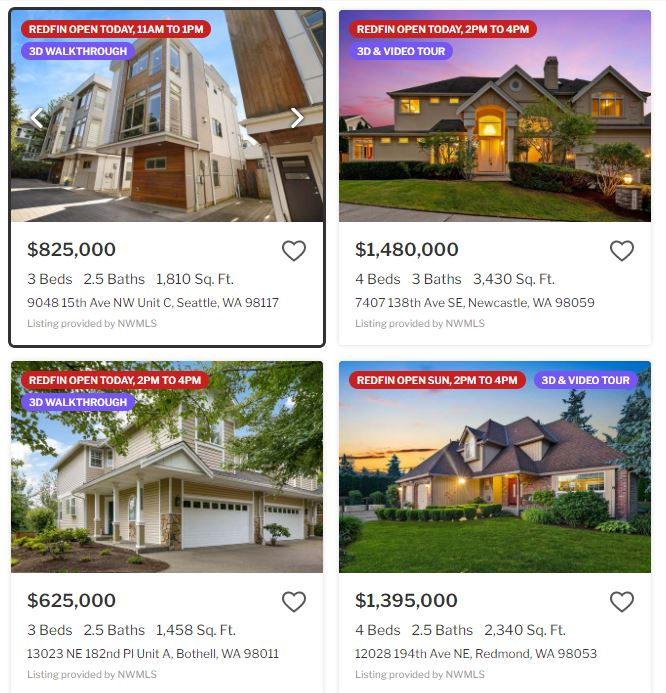 REDFIN OPEN TODAY, 11AM TO 1PM
3D WALKTHROUGH
$825,000
3 Beds 2.5 Baths 1,810 Sq. Ft.
9048 15th Ave NW Unit C, Seattle, WA 98117
Listing provided by NWMLS
REDFIN OPEN TODAY, 2PM TO 4PM
3D & VIDEO TOUR
$1,480,000
4 Beds 3 Baths 3,430 Sq. Ft.
7407 138th Ave SE, Newcastle, WA 98059
Listing provided by NWMLS
REDFIN OPEN TODAY, 2PM TO 4PM
3D WALKTHROUGH
$625,000
3 Beds 2.5 Baths 1,458 Sq. Ft.
13023 NE 182nd Pl Unit A, Bothell, WA 98011
Listing provided by NWMLS
REDFIN OPEN SUN, 2PM TO 4PM
3D & VIDEO TOUR
$1,395,000
4 Beds 2.5 Baths 2,340 Sq. Ft.
12028 194th Ave NE, Redmond, WA 98053
Listing provided by NWMLS